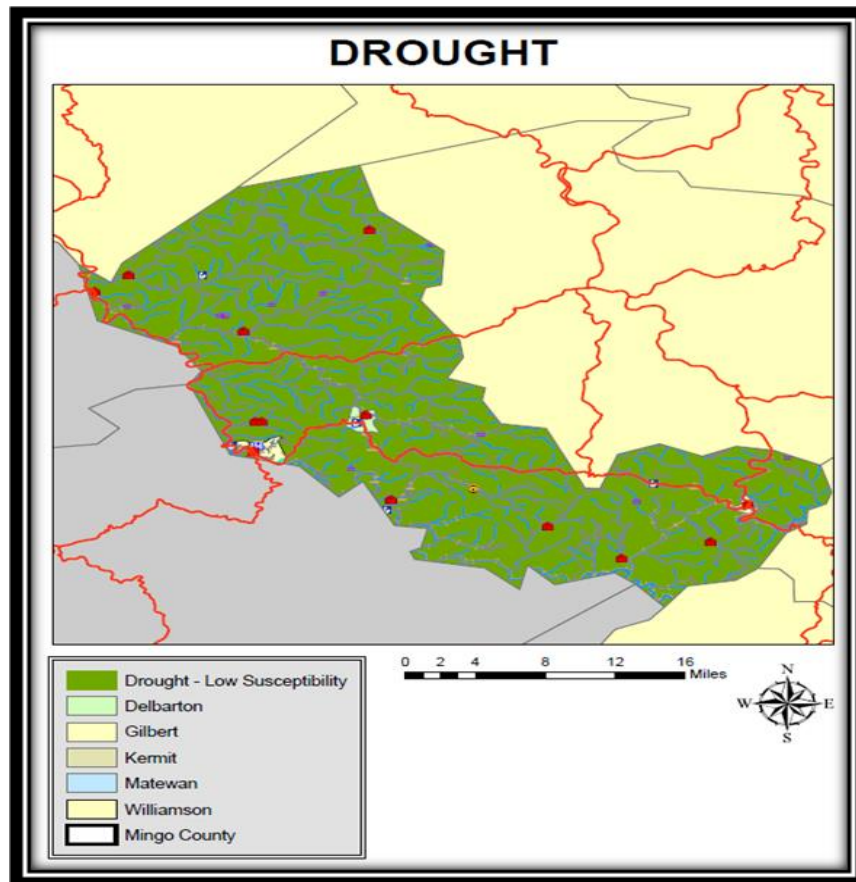 DROUGHT
0 2 4 8 12 16
Miles
N
W E
S
Drought - Low Susceptibility
Delbarton
Gilbert
Kermit
Matewan
Williamson
Mingo County